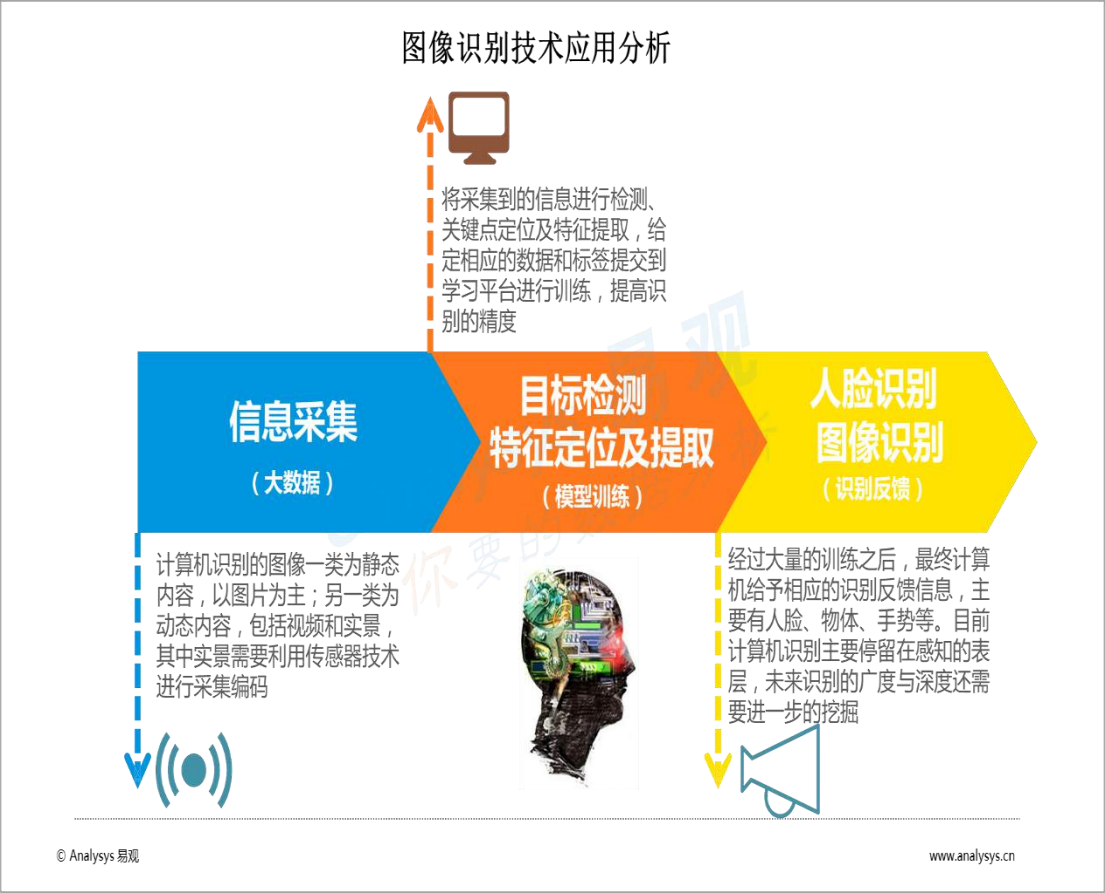 图像识别技术应用分析
将采集到的信息进行检测、
关键点定位及特征提取，给
定相应的数据和标签提交到
学习平台进行训练，提高识
别的精度
信息采集
（大数据）
目标检测
特征定位及提取
（模型训练）
人脸识别
图像识别
（识别反馈）
计算机识别的图像一类为静态
内容，以图片为主；另一类为
动态内容，包括视频和实景，
其中实景需要利用传感器技术
进行采集编码
经过大量的训练之后，最终计算
机给予相应的识别反馈信息，主
要有人脸、物体、手势等。目前
计算机识别主要停留在感知的表
层，未来识别的广度与深度还需
要进一步的挖掘
易观
你要的数据
© Analysys 易观
www.analysys.cn